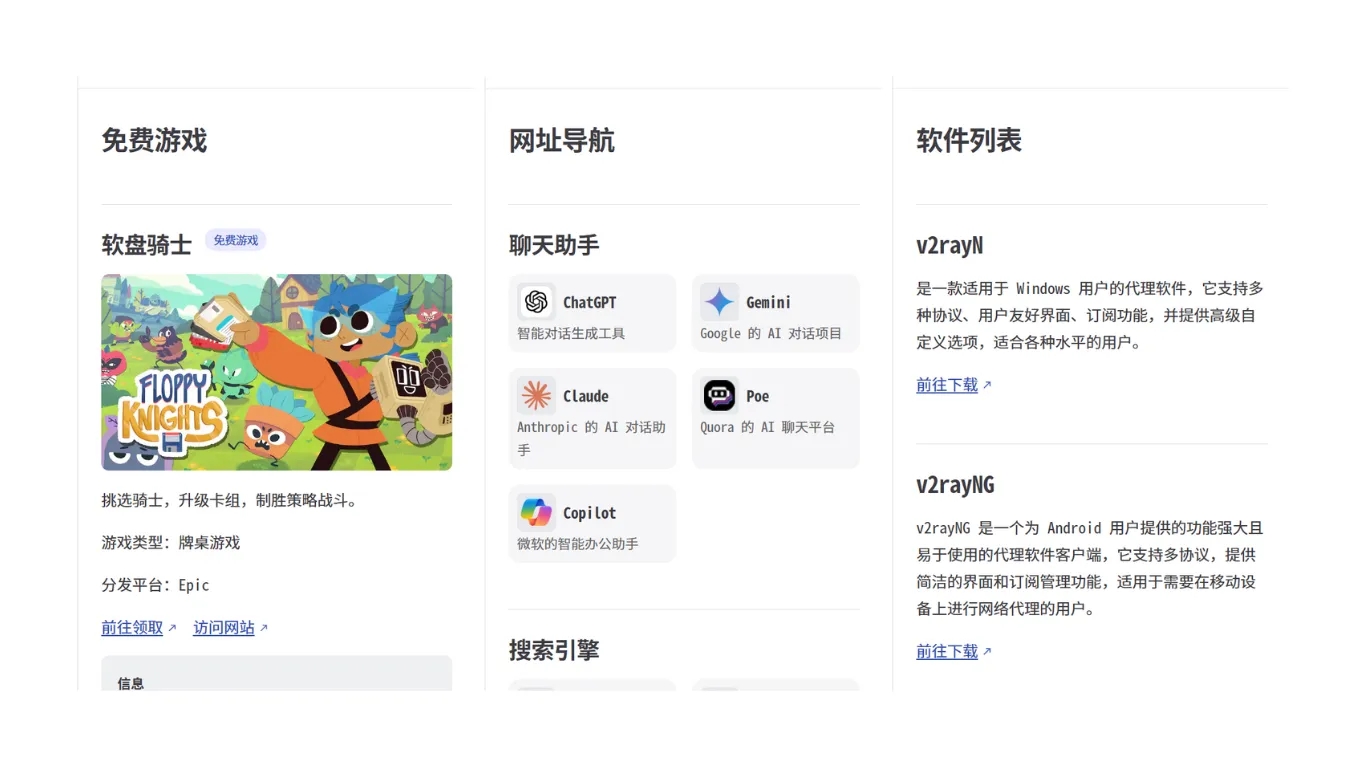 免费游戏
软盘骑士 免费游戏
FLOPPY
KNIGHTS
挑选骑士，升级卡组，制胜策略战斗。
游戏类型：牌桌游戏
分发平台：Epic
前往领取↗ 访问网站↗
信息
网址导航
聊天助手
ChatGPT
智能对话生成工具
Gemini
Google 的 AI 对话项目
Claude
Anthropic 的 AI 对话助
手
Poe
Quora 的 AI 聊天平台
Copilot
微软的智能办公助手
搜索引擎
软件列表
v2rayN
是一款适用于 Windows 用户的代理软件，它支持多
种协议、用户友好界面、订阅功能，并提供高级自
定义选项，适合各种水平的用户。
前往下载↗
v2rayNG
v2rayNG 是一个为 Android 用户提供的功能强大且
易于使用的代理软件客户端，它支持多协议，提供
简洁的界面和订阅管理功能，适用于需要在移动设
备上进行网络代理的用户。
前往下载↗